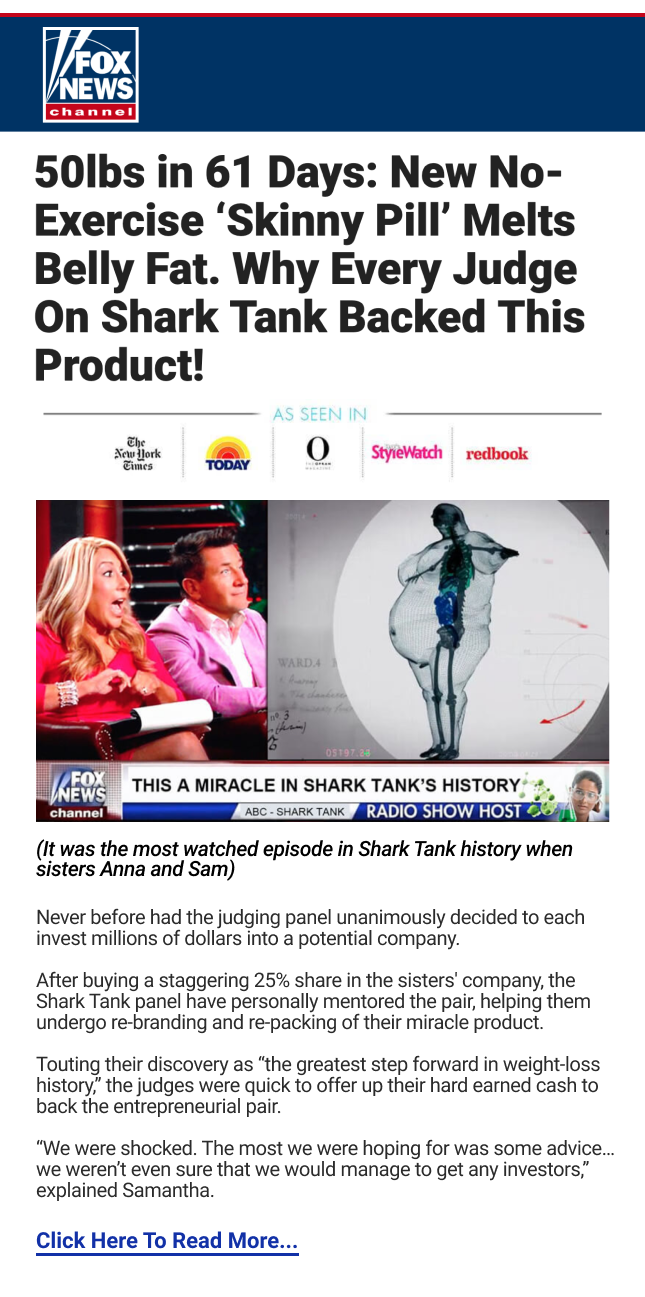 FOX
NEWS
channel
50lbs in 61 Days: New No-
Exercise ‘Skinny Pill’ Melts
Belly Fat. Why Every Judge
On Shark Tank Backed This
Product!
AS SEEN IN
The
New York
Times
TODAY
O
StyleWatch
redbook
WARD.4
nº 3
05197.24
FOX
NEWS
channel
THIS A MIRACLE IN SHARK TANK'S HISTORY
ABC - SHARK TANK
RADIO SHOW HOST
(It was the most watched episode in Shark Tank history when
sisters Anna and Sam)
Never before had the judging panel unanimously decided to each
invest millions of dollars into a potential company.
After buying a staggering 25% share in the sisters' company, the
Shark Tank panel have personally mentored the pair, helping them
undergo re-branding and re-packing of their miracle product.
Touting their discovery as “the greatest step forward in weight-loss
history,” the judges were quick to offer up their hard earned cash to
back the entrepreneurial pair.
“We were shocked. The most we were hoping for was some advice...
we weren’t even sure that we would manage to get any investors,”
explained Samantha.
Click Here To Read More...